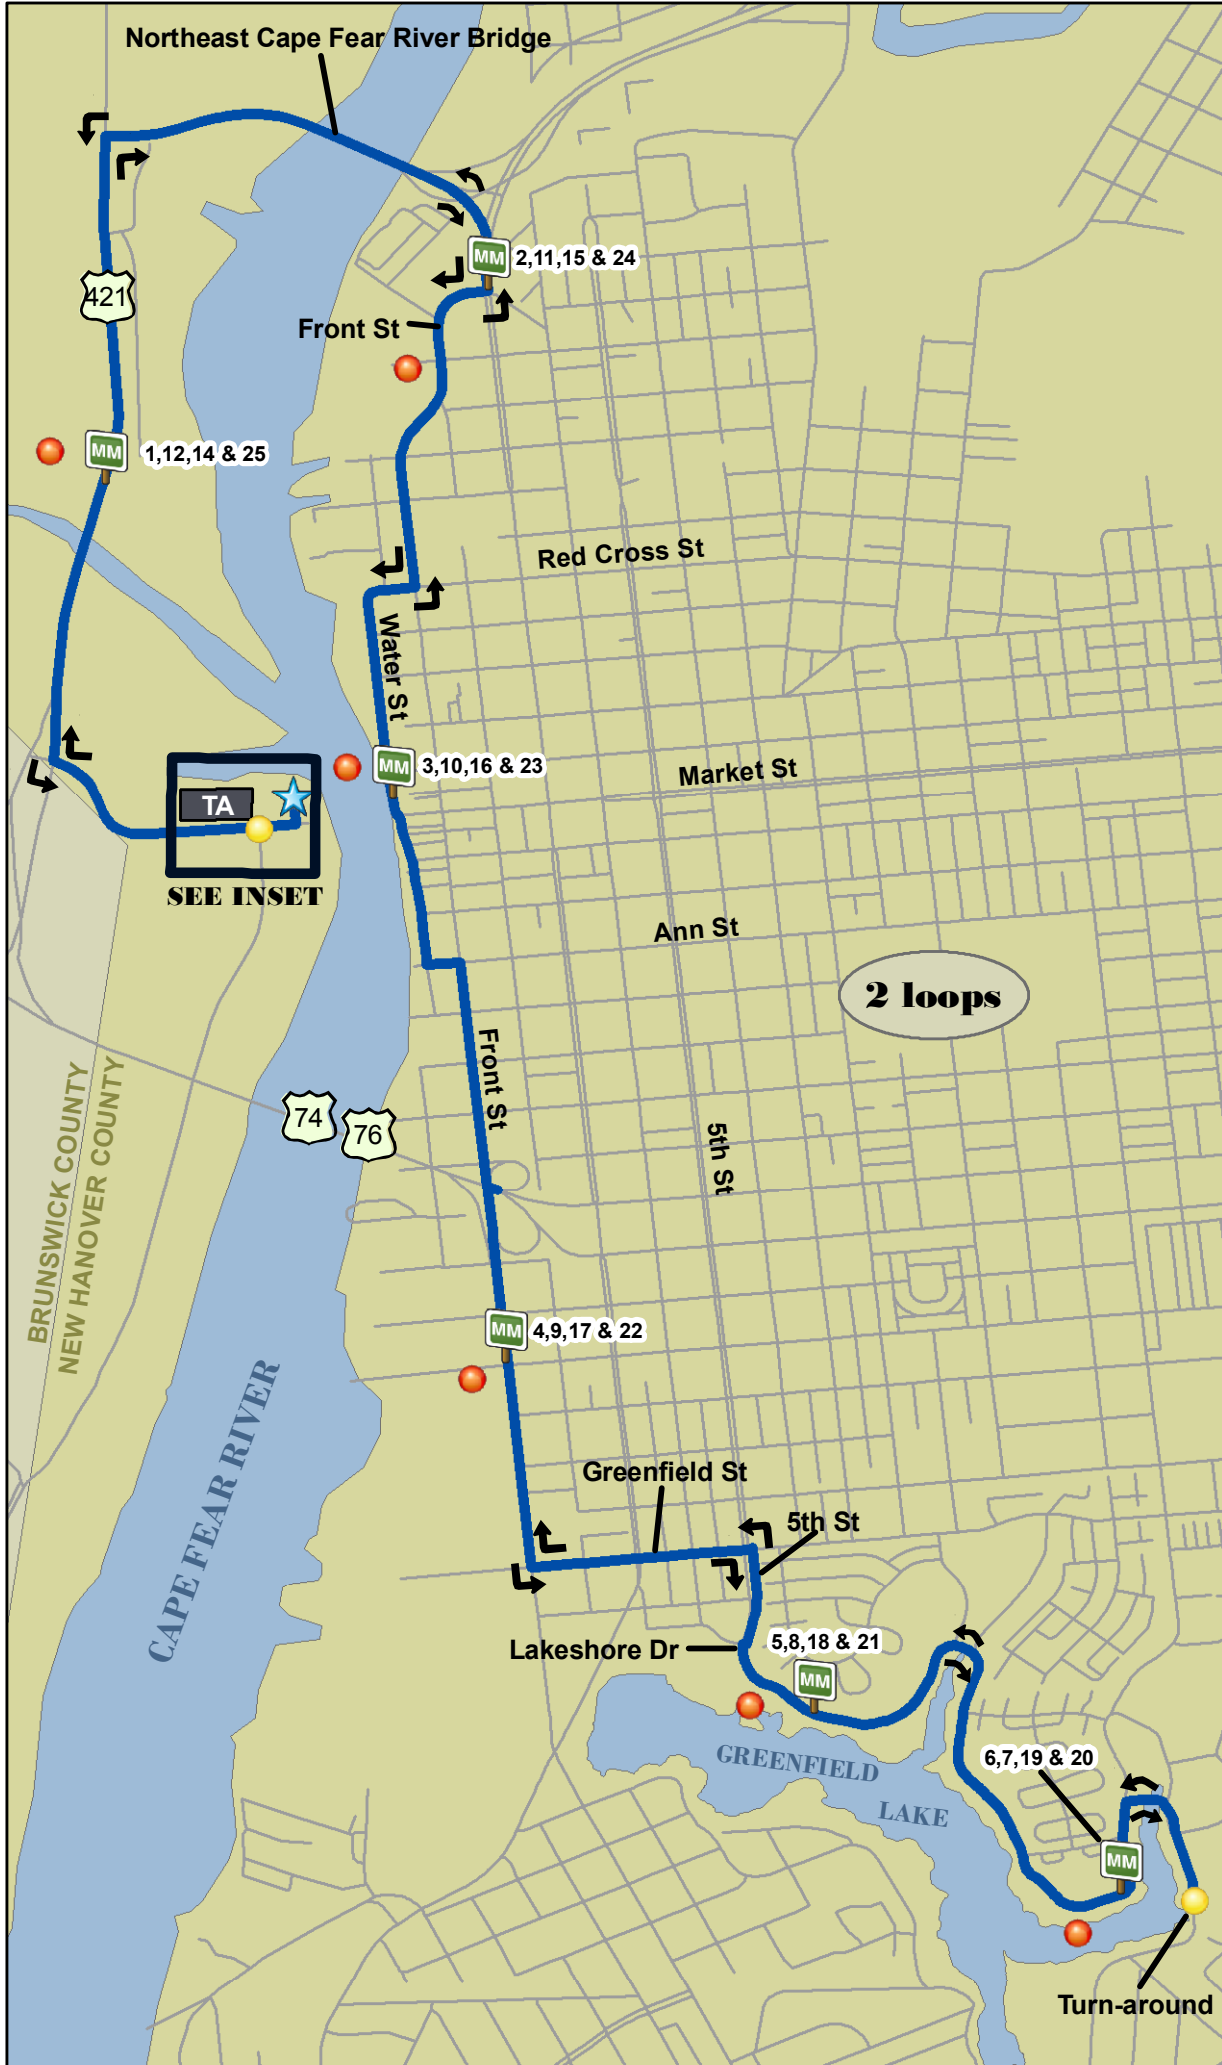 Northeast Cape Fear River Bridge
MM
2,11,15 & 24
421
Front St
MM
1,12,14 & 25
Red Cross St
Water St
MM
3,10,16 & 23
Market St
TA
SEE INSET
Ann St
2 loops
Front St
74
76
5th St
BRUNSWICK COUNTY
NEW HANOVER COUNTY
MM
4,9,17 & 22
CAPE FEAR RIVER
Greenfield St
5th St
Lakeshore Dr
5,8,18 & 21
MM
GREENFIELD
LAKE
6,7,19 & 20
MM
Turn-around